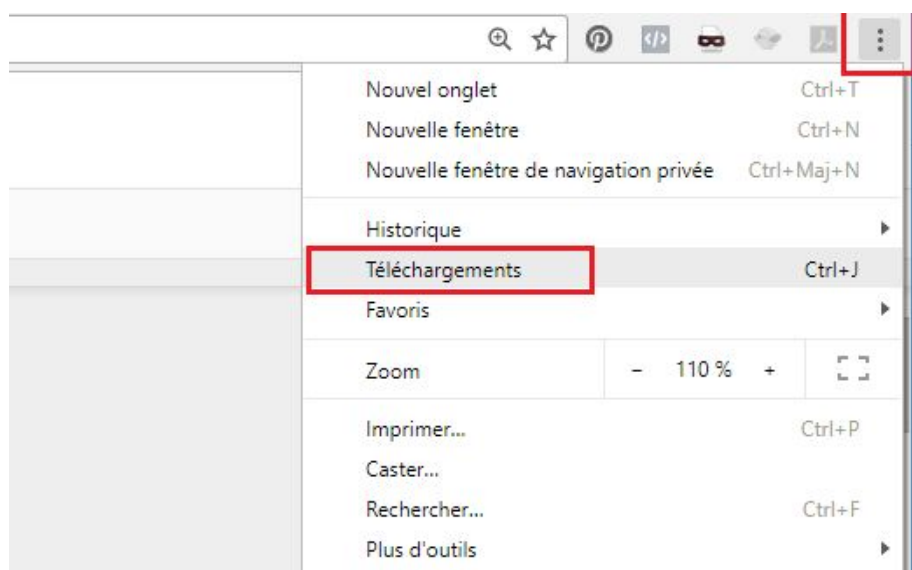 Nouvel onglet Ctrl+T
Nouvelle fenêtre Ctrl+N
Nouvelle fenêtre de navigation privée Ctrl+Maj+N
Historique
Téléchargements Ctrl+J
Favoris
Zoom - 110 % +
Imprimer... Ctrl+P
Caster...
Rechercher... Ctrl+F
Plus d'outils